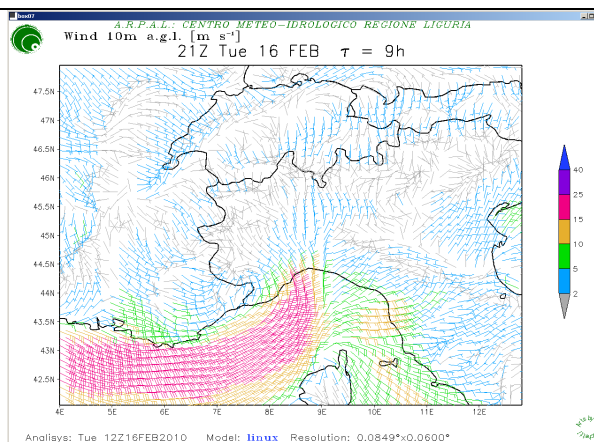 box07
A.R.P.A.L.: CENTRO METEO-IDROLOGICO REGIONE LIGURIA
Wind 10m a.g.l. [m s⁻¹]
21Z Tue 16 FEB τ = 9h
47.5N
47N
46.5N
46N
45.5N
45N
44.5N
44N
43.5N
43N
42.5N
4E 5E 6E 7E 8E 9E 10E 11E 12E
40
25
15
10
5
2
Analisys: Tue 12Z16FEB2010 Model: linux Resolution: 0.0849°x0.0600°